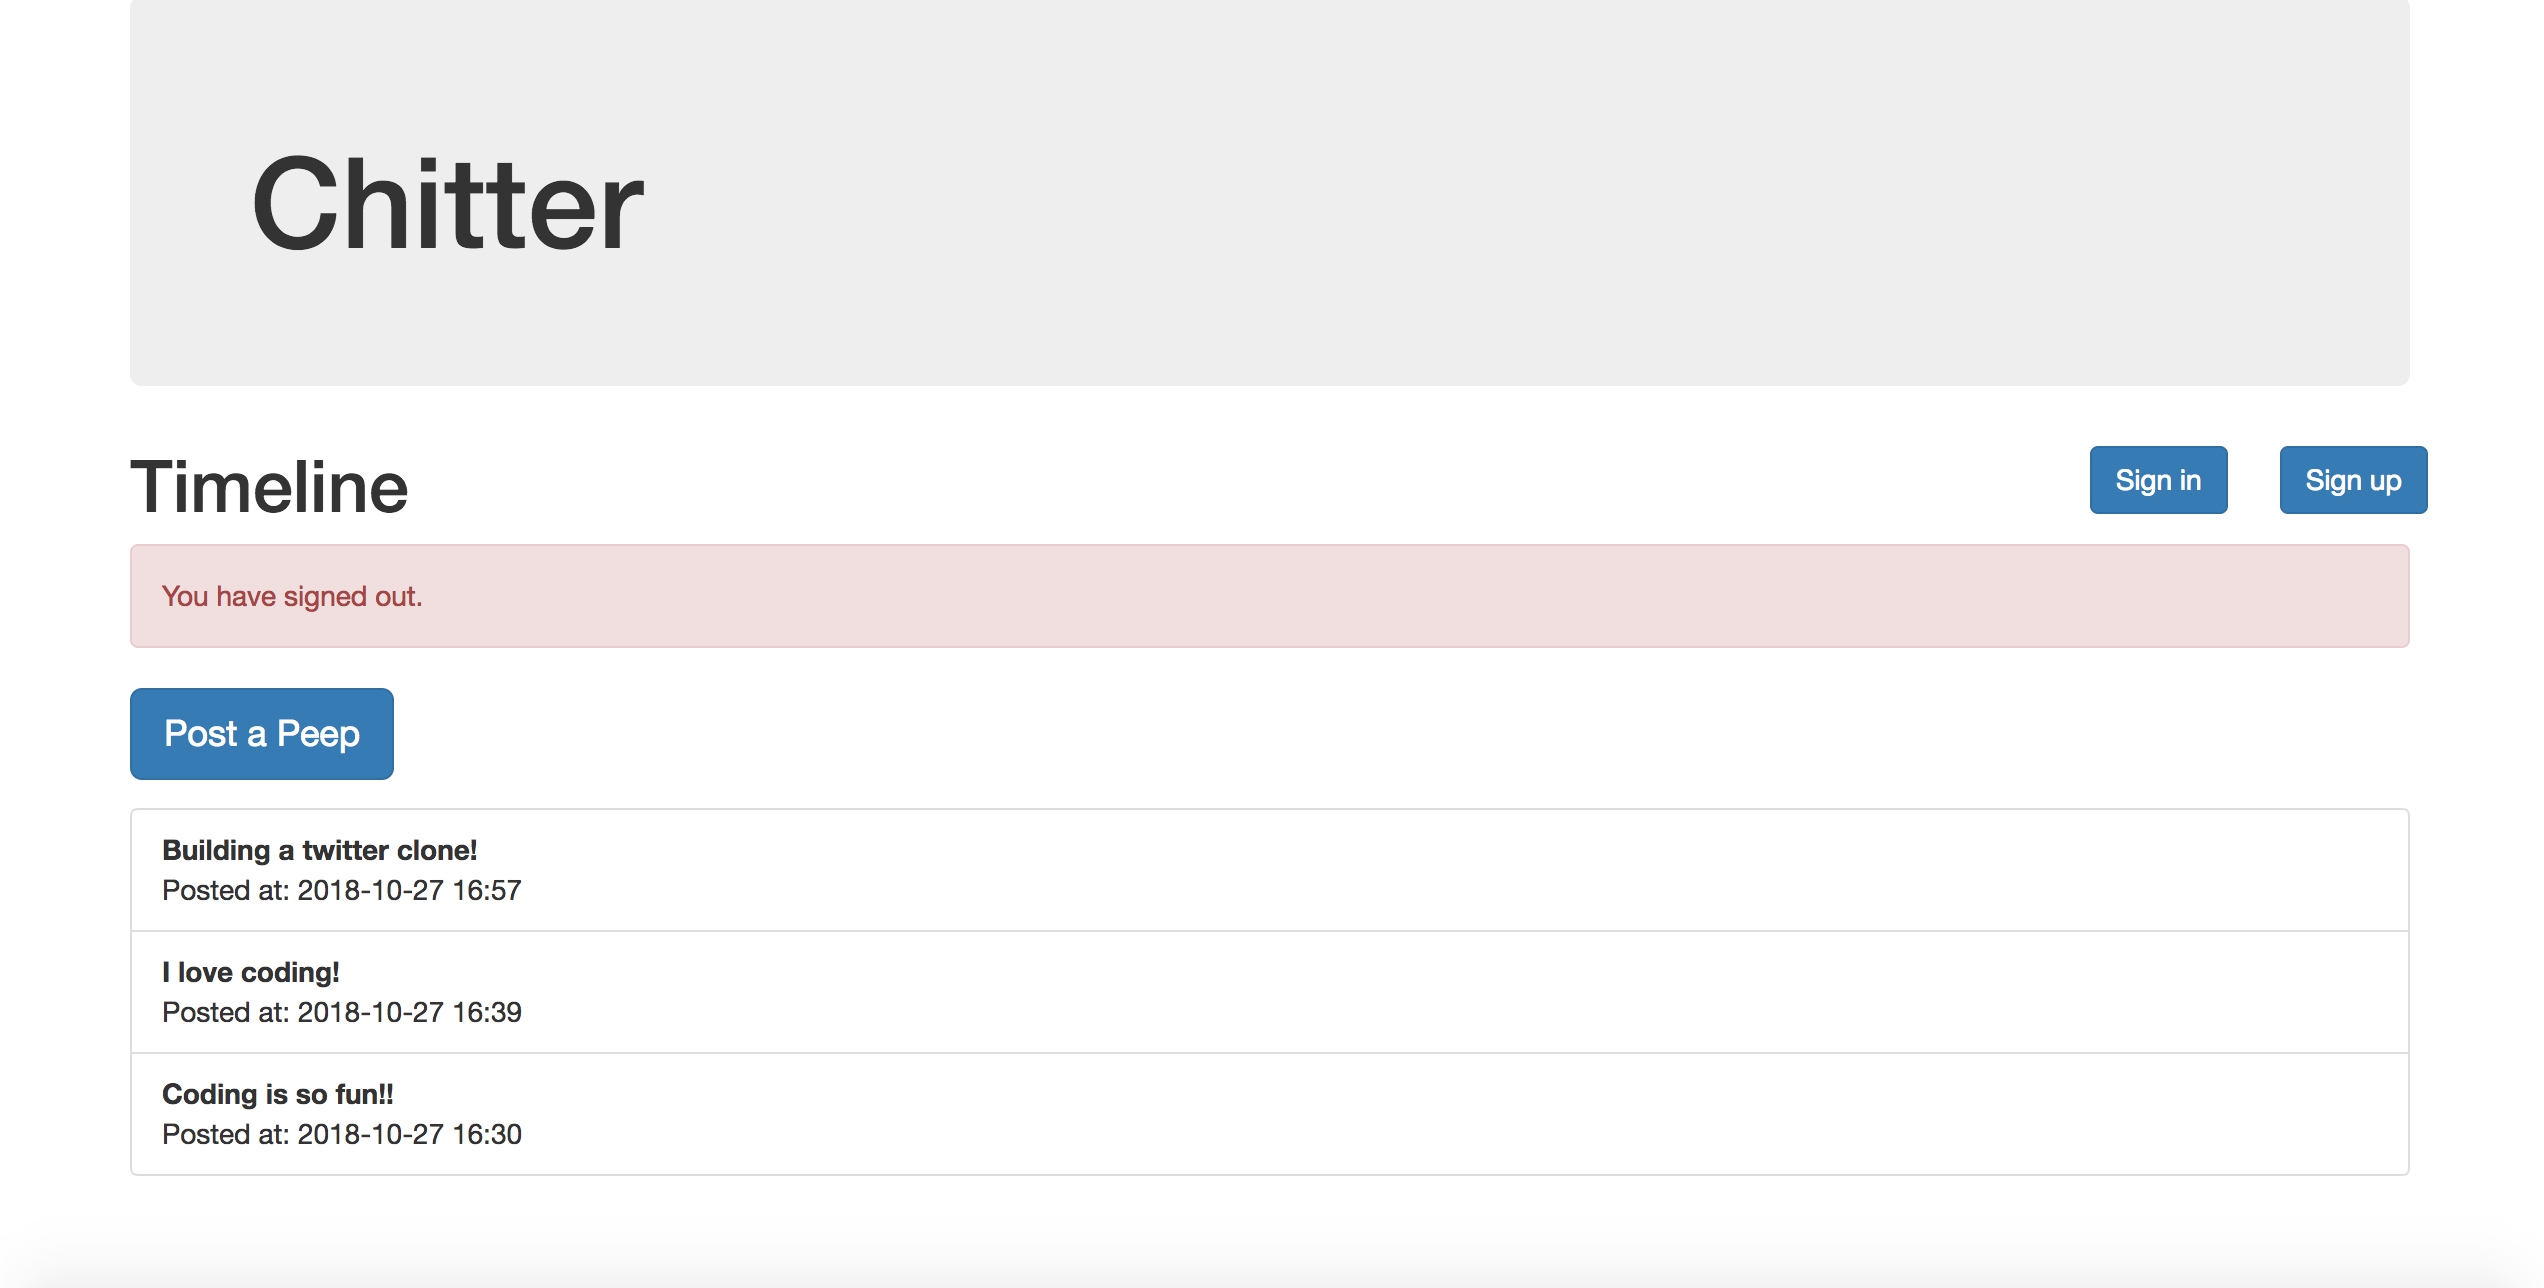 Chitter
Timeline
Sign in
Sign up
You have signed out.
Post a Peep
Building a twitter clone!
Posted at: 2018-10-27 16:57
I love coding!
Posted at: 2018-10-27 16:39
Coding is so fun!!
Posted at: 2018-10-27 16:30